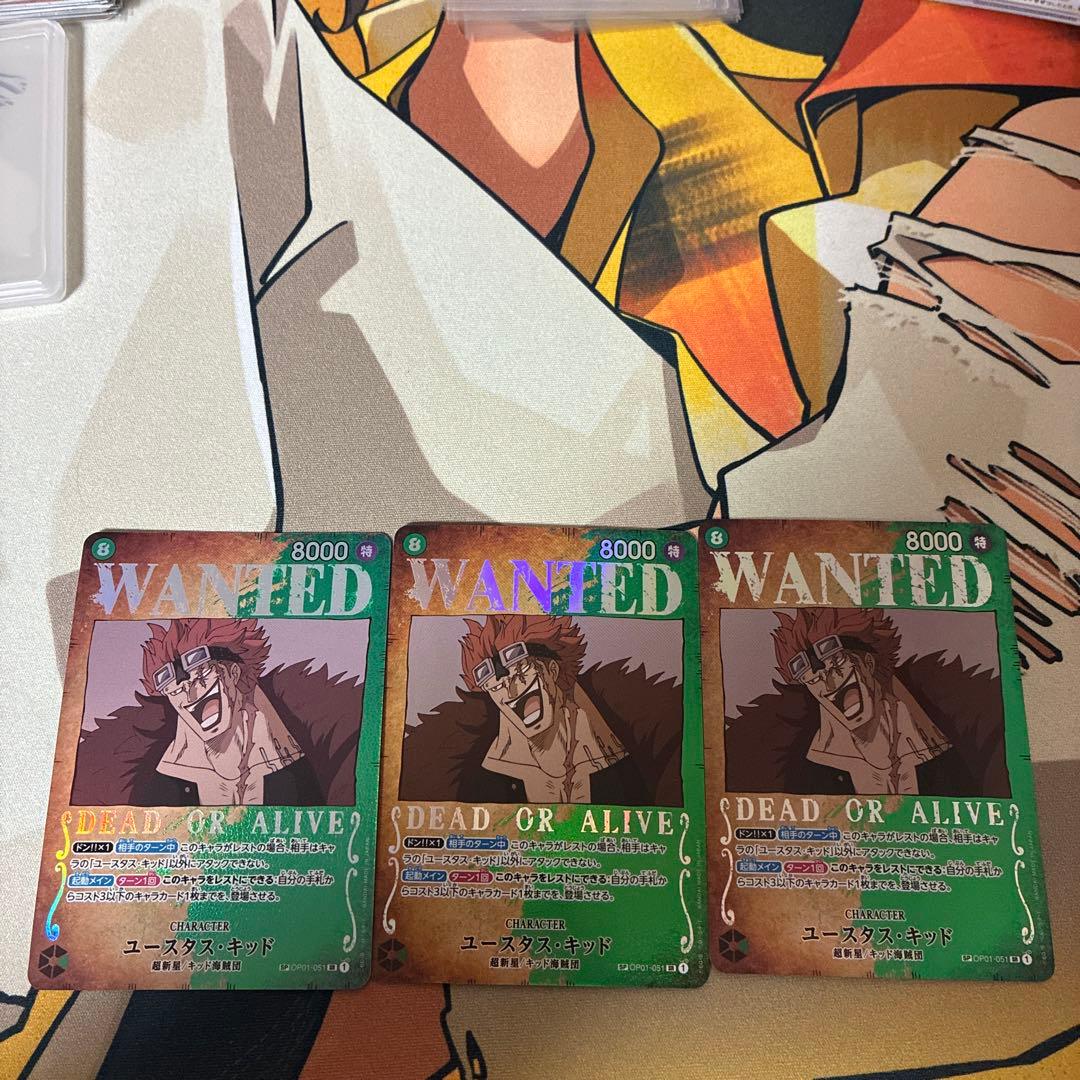 8
8000
特
WANTED
DEAD OR ALIVE
ドン!!×1 相手のターン中 このキャラがレストの場合、相手はキャ
ラの「ユースタス・キッド」以外にアタックできない。
起動メイン ターン1回 このキャラをレストにできる:自分の手札か
らコスト3以下のキャラカード1枚までを、登場させる。
CHARACTER
ユースタス・キッド
超新星/キッド海賊団
SP OP01-051 SR 1
8
8000
特
WANTED
DEAD OR ALIVE
ドン!!×1 相手のターン中 このキャラがレストの場合、相手はキャ
ラの「ユースタス・キッド」以外にアタックできない。
起動メイン ターン1回 このキャラをレストにできる:自分の手札か
らコスト3以下のキャラカード1枚までを、登場させる。
CHARACTER
ユースタス・キッド
超新星/キッド海賊団
SP OP01-051 SR 1
8
8000
特
WANTED
DEAD OR ALIVE
ドン!!×1 相手のターン中 このキャラがレストの場合、相手はキャ
ラの「ユースタス・キッド」以外にアタックできない。
起動メイン ターン1回 このキャラをレストにできる:自分の手札か
らコスト3以下のキャラカード1枚までを、登場させる。
CHARACTER
ユースタス・キッド
超新星/キッド海賊団
SP OP01-051 SR 1